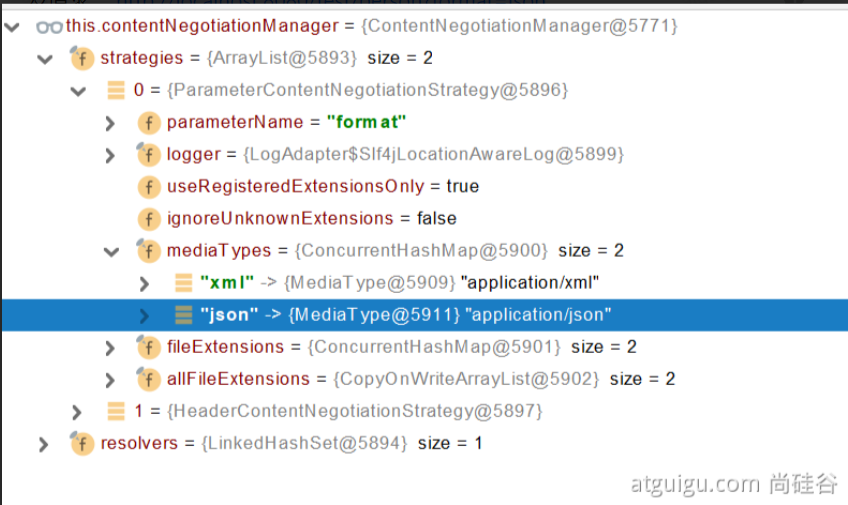 this.contentNegotiationManager = {ContentNegotiationManager@5771}
strategies = {ArrayList@5893} size = 2
0 = {ParameterContentNegotiationStrategy@5896}
f parameterName = "format"
f logger = {LogAdapter$Slf4jLocationAwareLog@5899}
f useRegisteredExtensionsOnly = true
f ignoreUnknownExtensions = false
f mediaTypes = {ConcurrentHashMap@5900} size = 2
"xml" -> {MediaType@5909} "application/xml"
"json" -> {MediaType@5911} "application/json"
f fileExtensions = {ConcurrentHashMap@5901} size = 2
f allFileExtensions = {CopyOnWriteArrayList@5902} size = 2
1 = {HeaderContentNegotiationStrategy@5897}
f resolvers = {LinkedHashSet@5894} size = 1
atguigu.com 尚硅谷